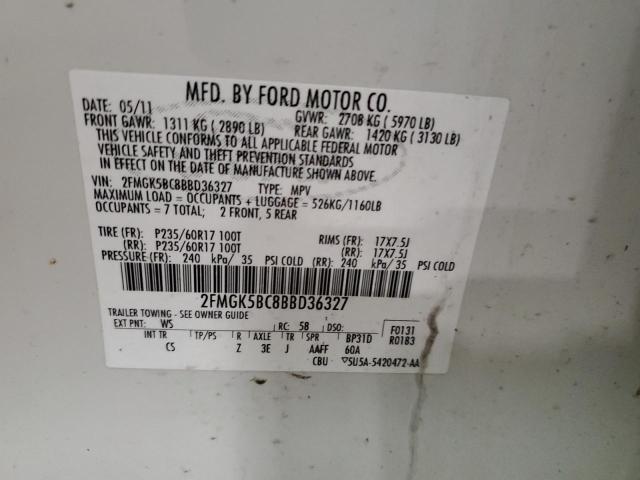 MFD. BY FORD MOTOR CO.
DATE: 05/11 GVWR: 2708 KG ( 5970 LB)
FRONT GAWR: 1311 KG ( 2890 LB) REAR GAWR: 1420 KG ( 3130 LB)
THIS VEHICLE CONFORMS TO ALL APPLICABLE FEDERAL MOTOR
VEHICLE SAFETY AND THEFT PREVENTION STANDARDS
IN EFFECT ON THE DATE OF MANUFACTURE SHOWN ABOVE.
VIN: 2FMGK5BC8BBD36327 TYPE: MPV
MAXIMUM LOAD = OCCUPANTS + LUGGAGE = 526KG/1160LB
OCCUPANTS = 7 TOTAL; 2 FRONT, 5 REAR
TIRE (FR): P235/60R17 100T RIMS (FR): 17X7.5J
(RR): P235/60R17 100T (RR): 17X7.5J
PRESSURE (FR): 240 kPa/ 35 PSI COLD (RR): 240 kPa/ 35 PSI COLD
2FMGK5BC8BBD36327
TRAILER TOWING - SEE OWNER GUIDE
EXT PNT: WS RC: 5B DSO: F0131
R0183
INT TR TP/PS R AXLE TR SPR BP31D
CS Z 3E J AAFF 60A
CBU ▽5U5A-5420472-AA